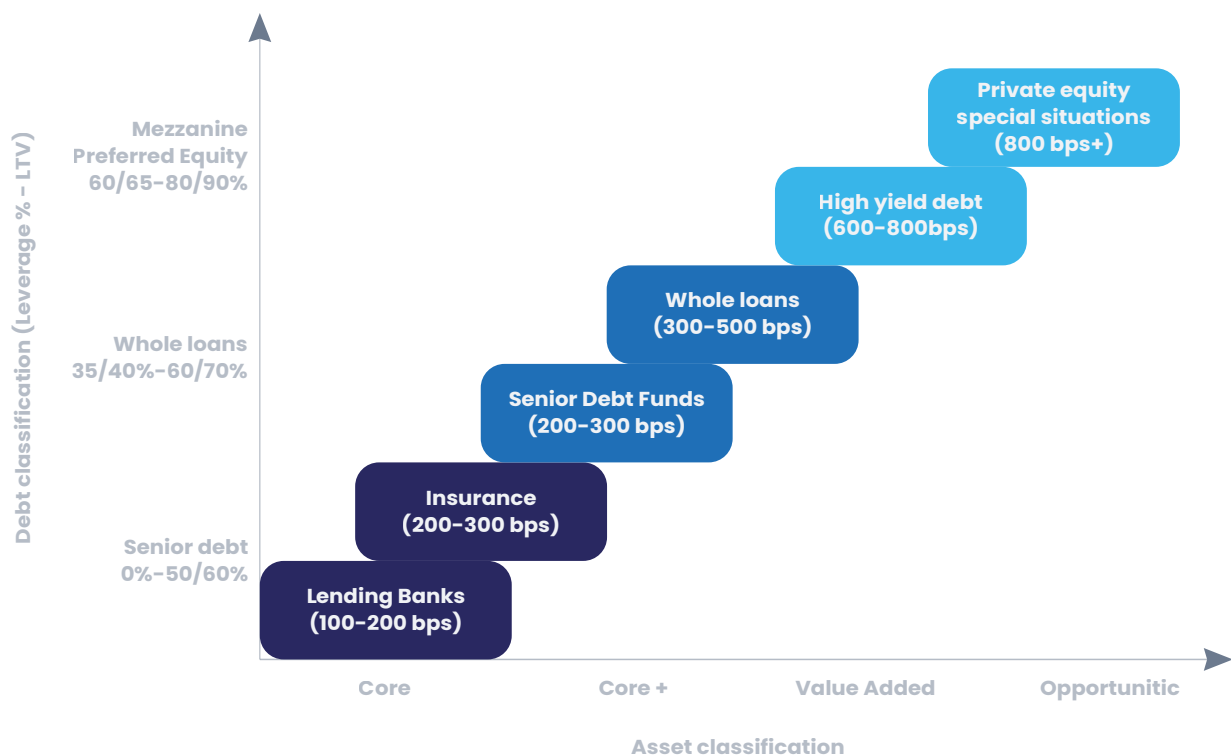 Debt classification (Leverage % – LTV)
Mezzanine
Preferred Equity
60/65-80/90%
Whole loans
35/40%-60/70%
Senior debt
0%-50/60%
Private equity
special situations
(800 bps+)
High yield debt
(600-800bps)
Whole loans
(300-500 bps)
Senior Debt Funds
(200-300 bps)
Insurance
(200-300 bps)
Lending Banks
(100-200 bps)
Core
Core +
Value Added
Opportunitic
Asset classification